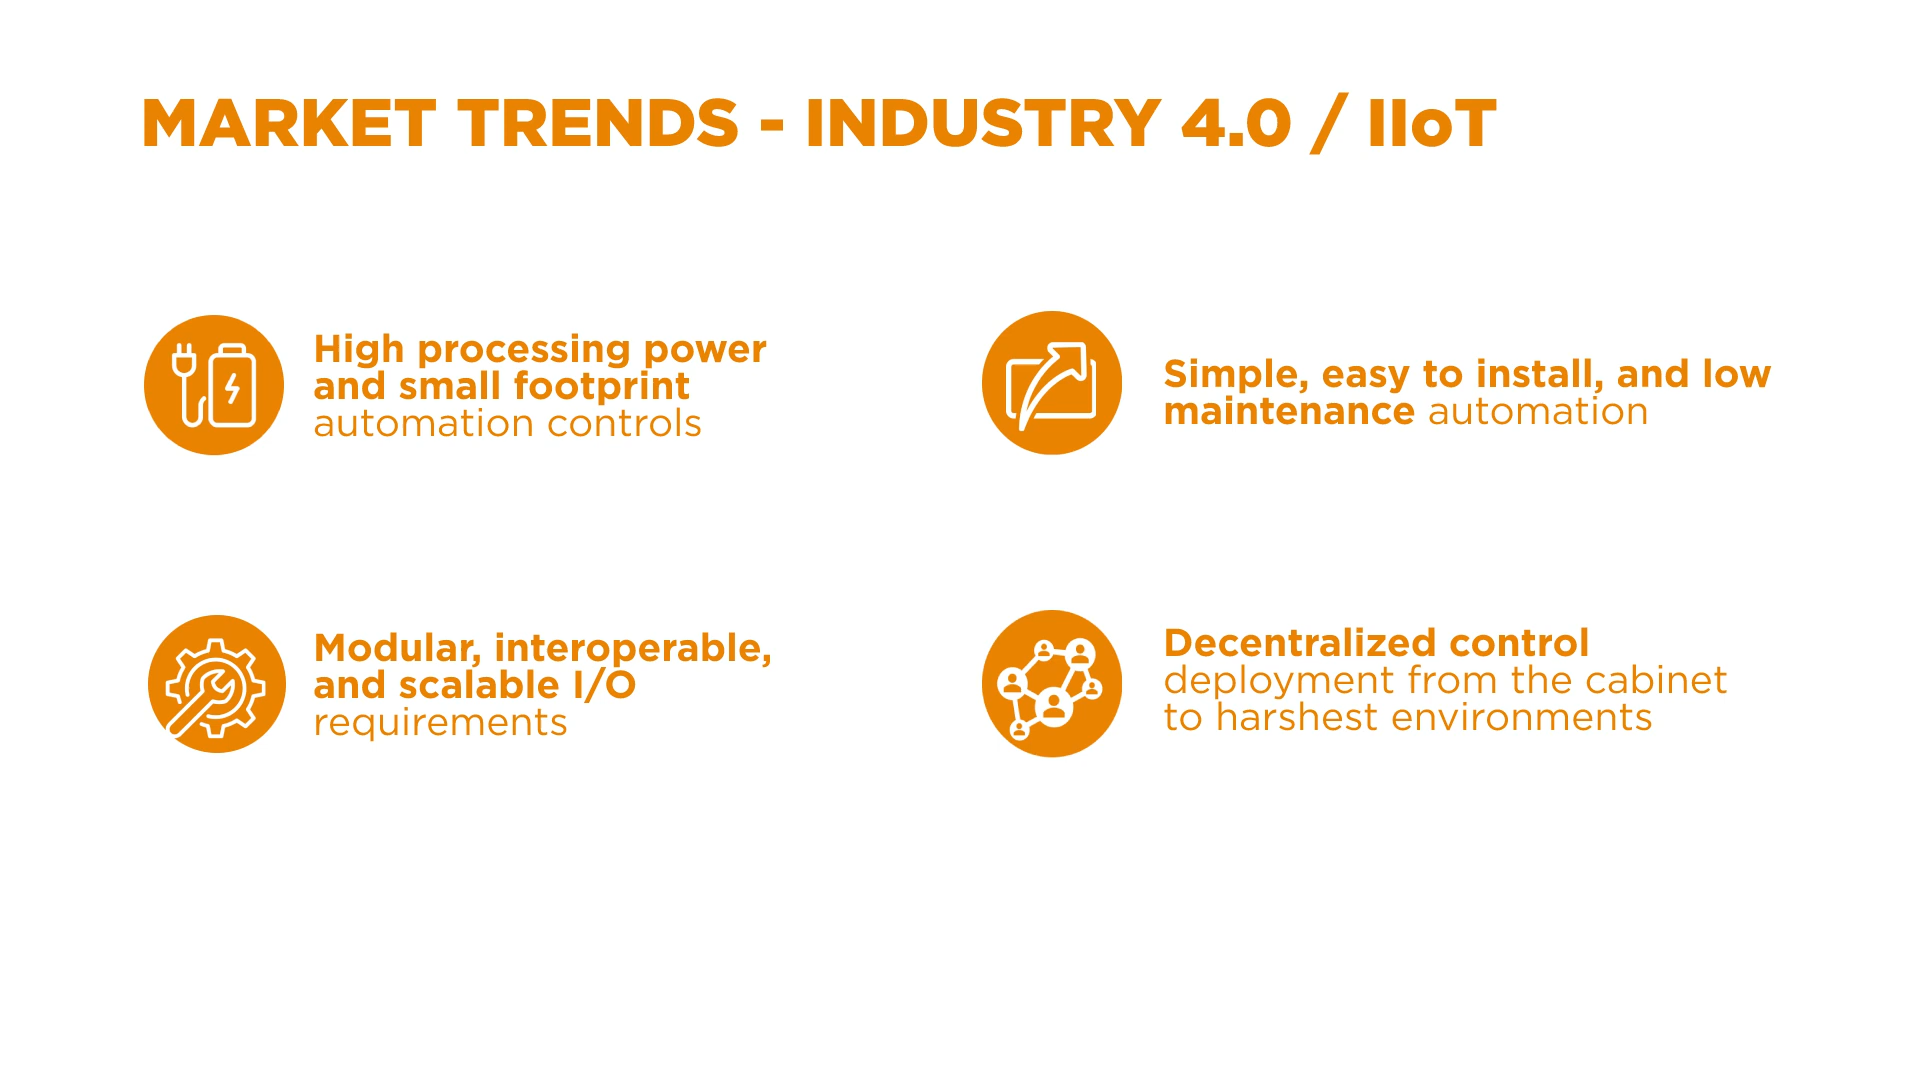 MARKET TRENDS - INDUSTRY 4.0 / IIoT
High processing power
and small footprint
automation controls
Simple, easy to install, and low
maintenance automation
Modular, interoperable,
and scalable I/O
requirements
Decentralized control
deployment from the cabinet
to harshest environments